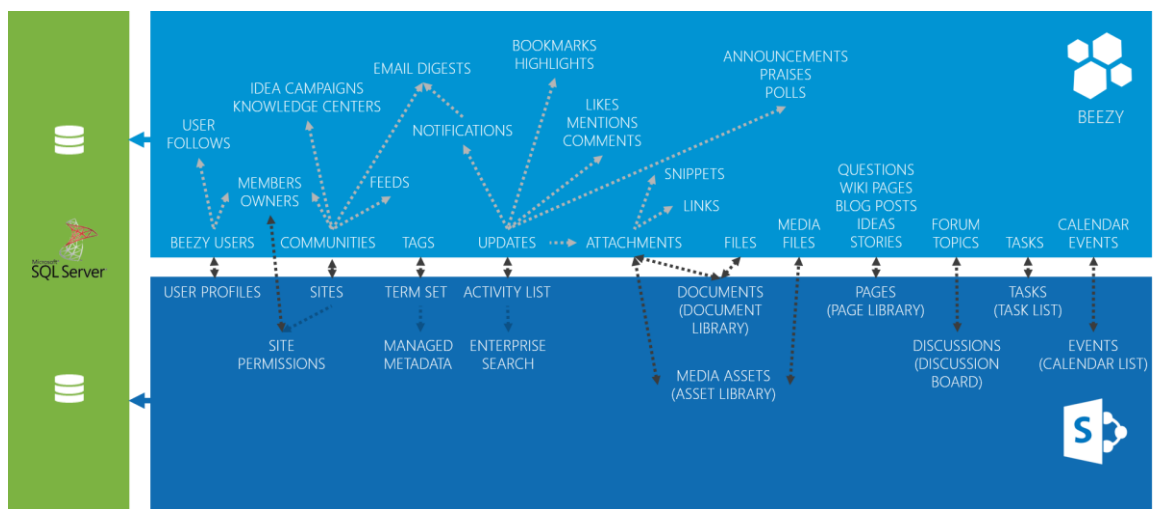 BOOKMARKS
HIGHLIGHTS
ANNOUNCEMENTS
PRAISES
POLLS
EMAIL DIGESTS
IDEA CAMPAIGNS
KNOWLEDGE CENTERS
LIKES
MENTIONS
COMMENTS
BEEZY
USER
FOLLOWS
NOTIFICATIONS
MEMBERS
OWNERS
FEEDS
SNIPPETS
LINKS
QUESTIONS
WIKI PAGES
BLOG POSTS
IDEAS
STORIES
BEEZY USERS
COMMUNITIES
TAGS
UPDATES
ATTACHMENTS
FILES
MEDIA
FILES
FORUM
TOPICS
TASKS
CALENDAR
EVENTS
Microsoft
SQL Server
USER PROFILES
SITES
TERM SET
ACTIVITY LIST
DOCUMENTS
(DOCUMENT
LIBRARY)
PAGES
(PAGE LIBRARY)
TASKS
(TASK LIST)
SITE
PERMISSIONS
MANAGED
METADATA
ENTERPRISE
SEARCH
MEDIA ASSETS
(ASSET LIBRARY)
DISCUSSIONS
(DISCUSSION
BOARD)
EVENTS
(CALENDAR LIST)
S